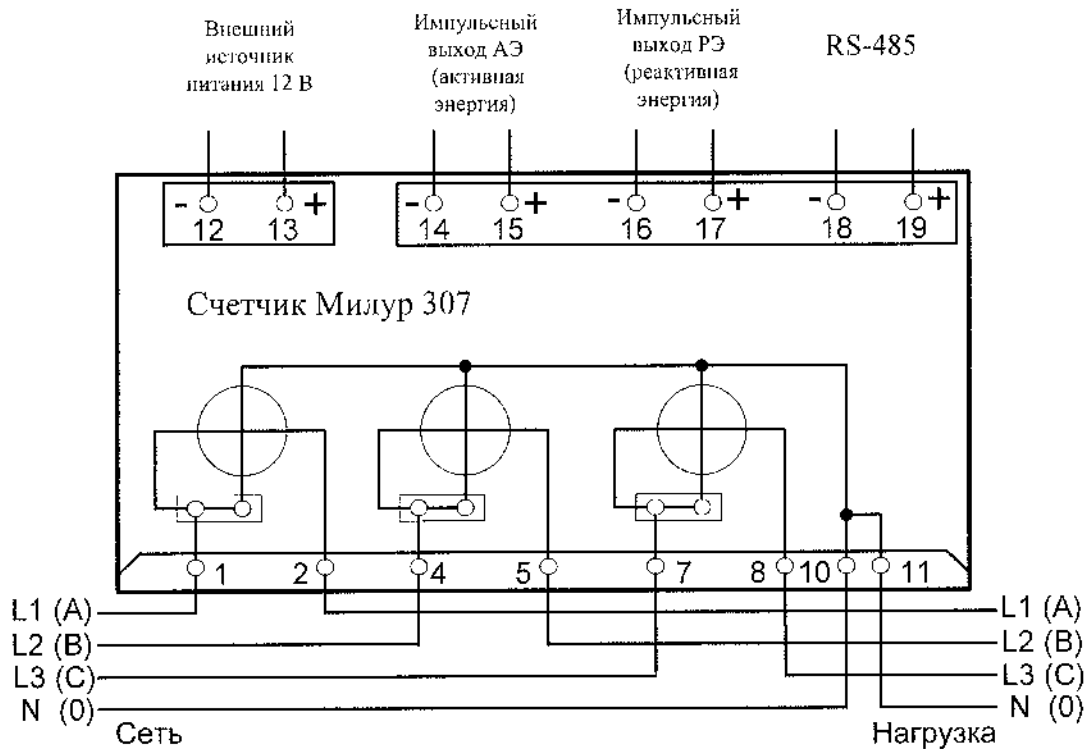 Внешний
источник
питания 12 В
Импульсный
выход АЭ
(активная
энергия)
Импульсный
выход РЭ
(реактивная
энергия)
RS-485
- + - + - + - +
12 13 14 15 16 17 18 19
Счетчик Милур 307
1 2 4 5 7 8 10 11
L1 (A) L1 (A)
L2 (B) L2 (B)
L3 (C) L3 (C)
N (0) N (0)
Сеть Нагрузка